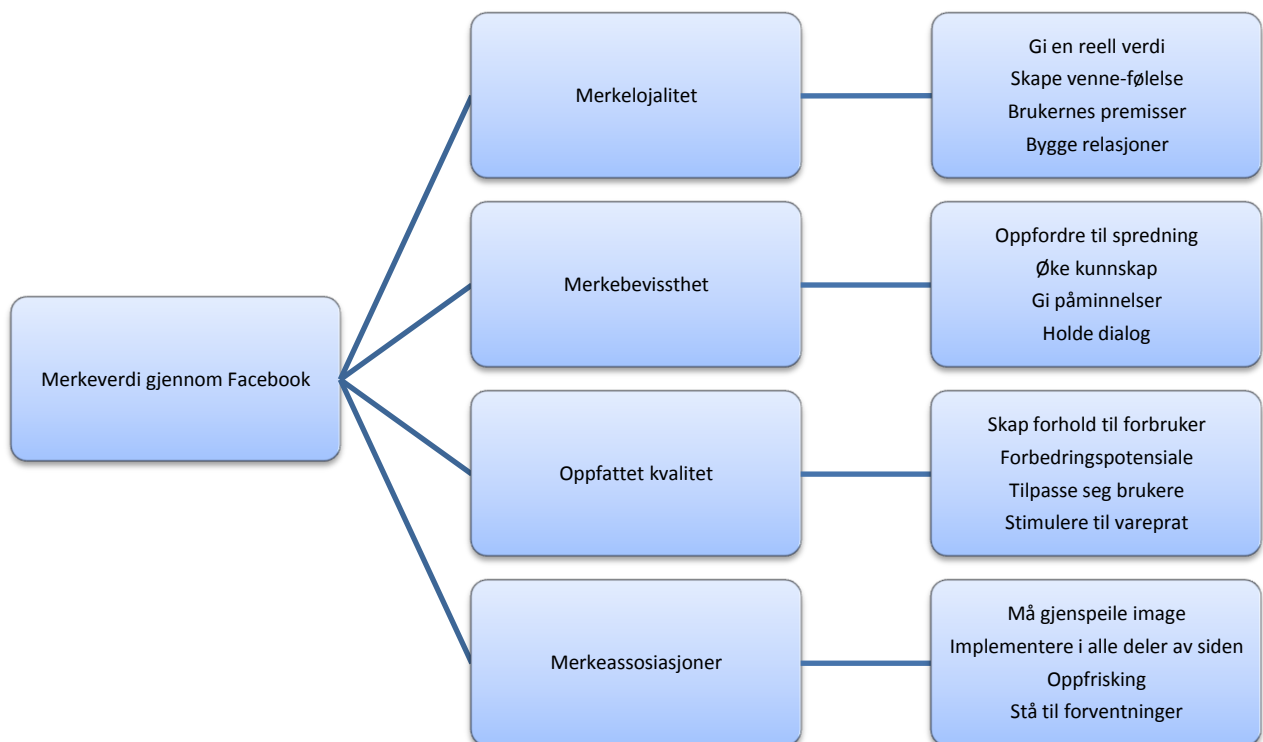 Merkeverdi gjennom Facebook
Merkelojalitet
Gi en reell verdi
Skape venne-følelse
Brukernes premisser
Bygge relasjoner
Merkebevissthet
Oppfordre til spredning
Øke kunnskap
Gi påminnelser
Holde dialog
Oppfattet kvalitet
Skap forhold til forbruker
Forbedringspotensiale
Tilpasse seg brukere
Stimulere til vareprat
Merkeassosiasjoner
Må gjenspeile image
Implementere i alle deler av siden
Oppfrisking
Stå til forventninger